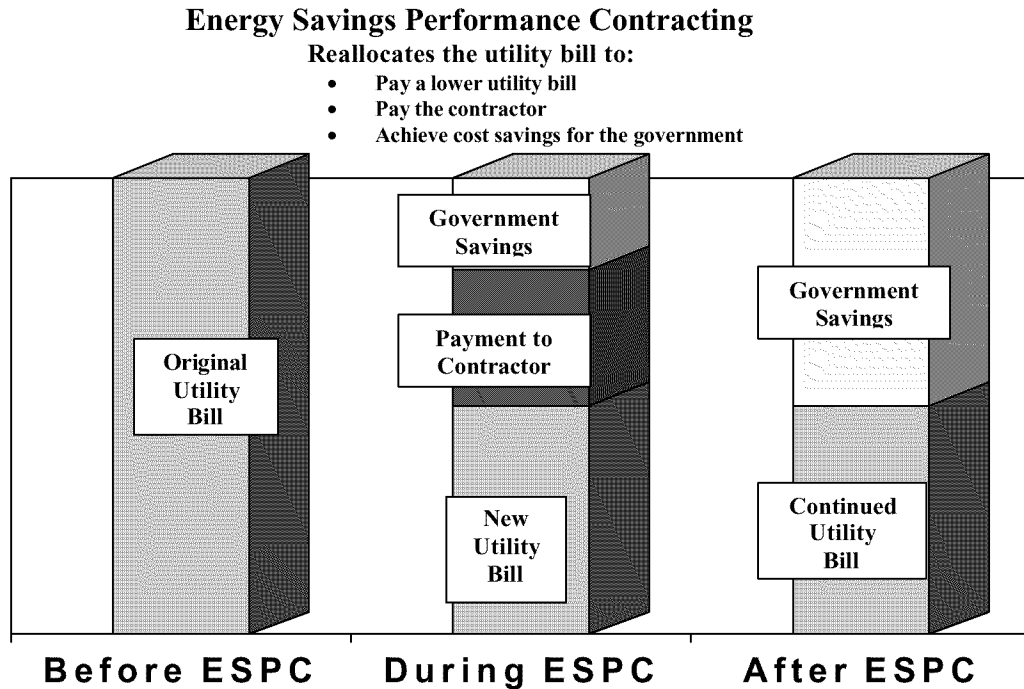 Energy Savings Performance Contracting
Reallocates the utility bill to:
• Pay a lower utility bill
• Pay the contractor
• Achieve cost savings for the government
Original
Utility
Bill
Government
Savings
Payment to
Contractor
New
Utility
Bill
Government
Savings
Continued
Utility
Bill
Before ESPC
During ESPC
After ESPC